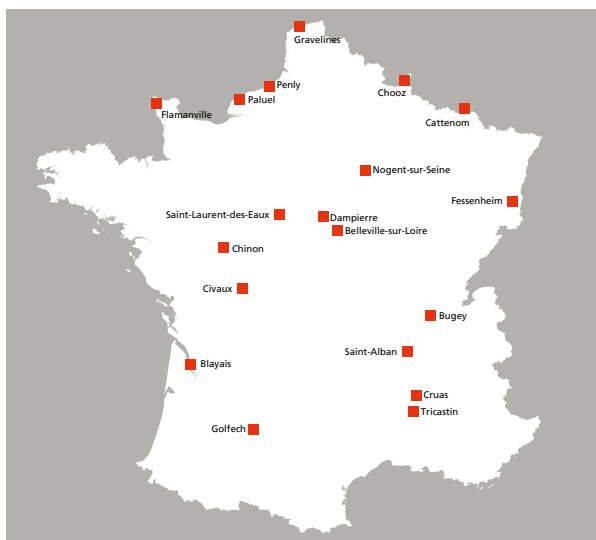 Gravelines
Penly
Chooz
Paluel
Flamanville
Cattenom
Nogent-sur-Seine
Fessenheim
Saint-Laurent-des-Eaux
Dampierre
Belleville-sur-Loire
Chinon
Civaux
Bugey
Saint-Alban
Blayais
Cruas
Tricastin
Golfech